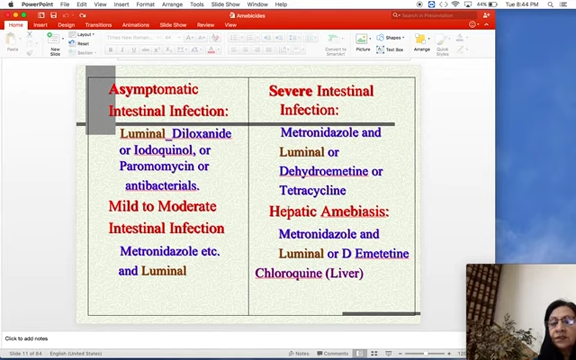 PowerPoint File Edit View Insert Format Arrange Tools Slide Show Window Help
44% Tue 8:44 PM
Amebicides
Search in Presentation
Home Insert Design Transitions Animations Slide Show Review View
Share
Paste
New Slide
Layout
Reset
Section
Convert to SmartArt
Picture
Shapes
Text Box
Arrange
Quick Styles
Asymptomatic
Intestinal Infection:
Luminal_Diloxanide
or Iodoquinol, or
Paromomycin or
antibacterials.
Mild to Moderate
Intestinal Infection
Metronidazole etc.
and Luminal
Severe Intestinal
Infection:
Metronidazole and
Luminal or
Dehydroemetine or
Tetracycline
Hepatic Amebiasis:
Metronidazole and
Luminal or D Emetetine
Chloroquine (Liver)
Click to add notes
Slide 11 of 34 English (United States)
Notes Comments